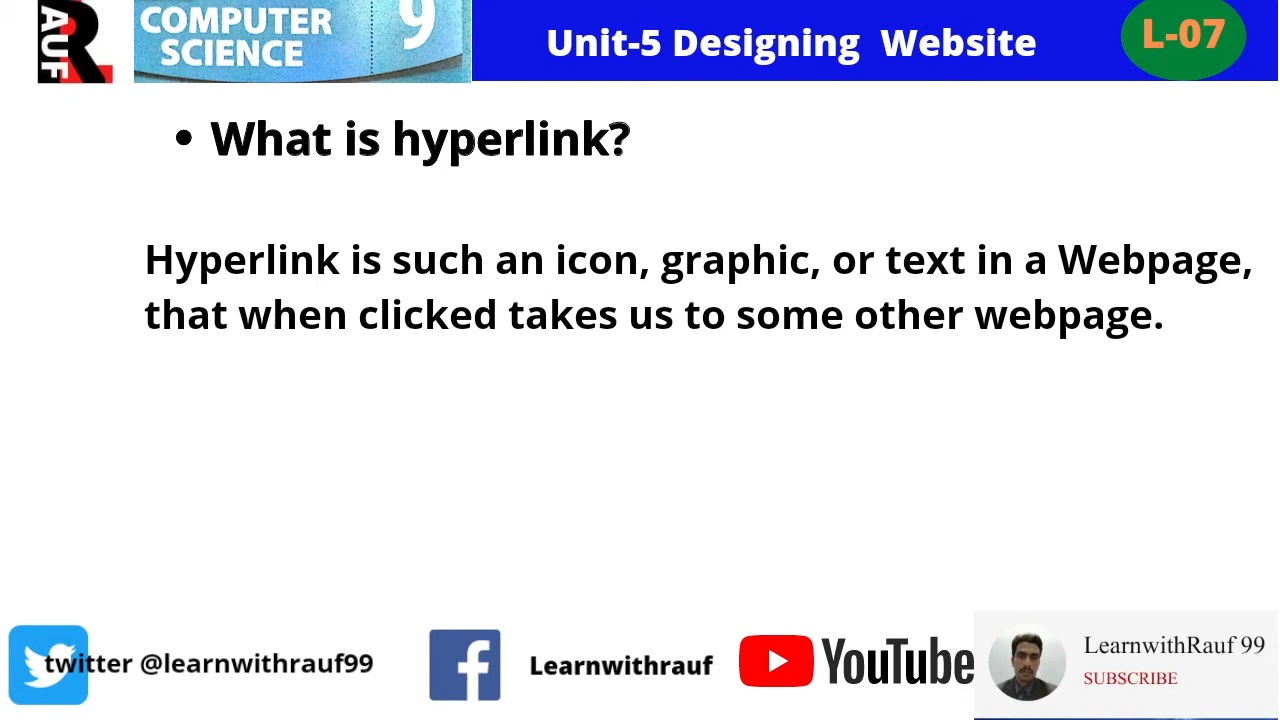 RAUF
COMPUTER
SCIENCE
9
Unit-5 Designing Website
L-07
• What is hyperlink?
Hyperlink is such an icon, graphic, or text in a Webpage,
that when clicked takes us to some other webpage.
twitter @learnwithrauf99
f
Learnwithrauf
YouTube
LearnwithRauf 99
SUBSCRIBE